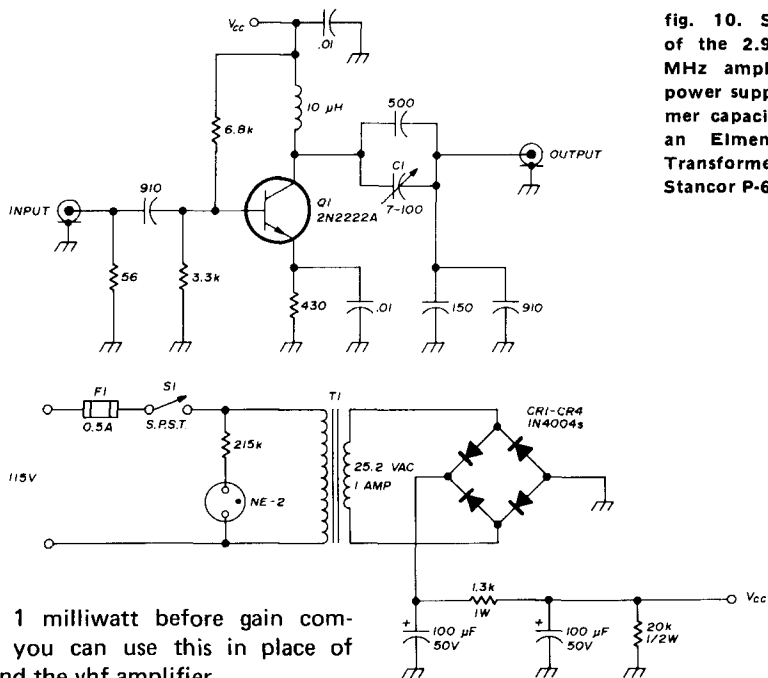 fig. 10. S
of the 2.9
MHz ampl
power supp
mer capaci
an Elmen
Transforme
Stancor P-6
Vcc
.01
10 µH
6.8k
500
C1
7-100
OUTPUT
INPUT
910
Q1
2N2222A
56
3.3k
430
.01
150
910
F1
0.5A
S1
S.P.S.T.
T1
CR1-CR4
1N4004s
215k
115V
NE-2
25.2 VAC
1 AMP
1.3k
1W
Vcc
+
100 µF
50V
+
100 µF
50V
20k
1/2W
1 milliwatt before gain com-
you can use this in place of
nd the vhf amplifier